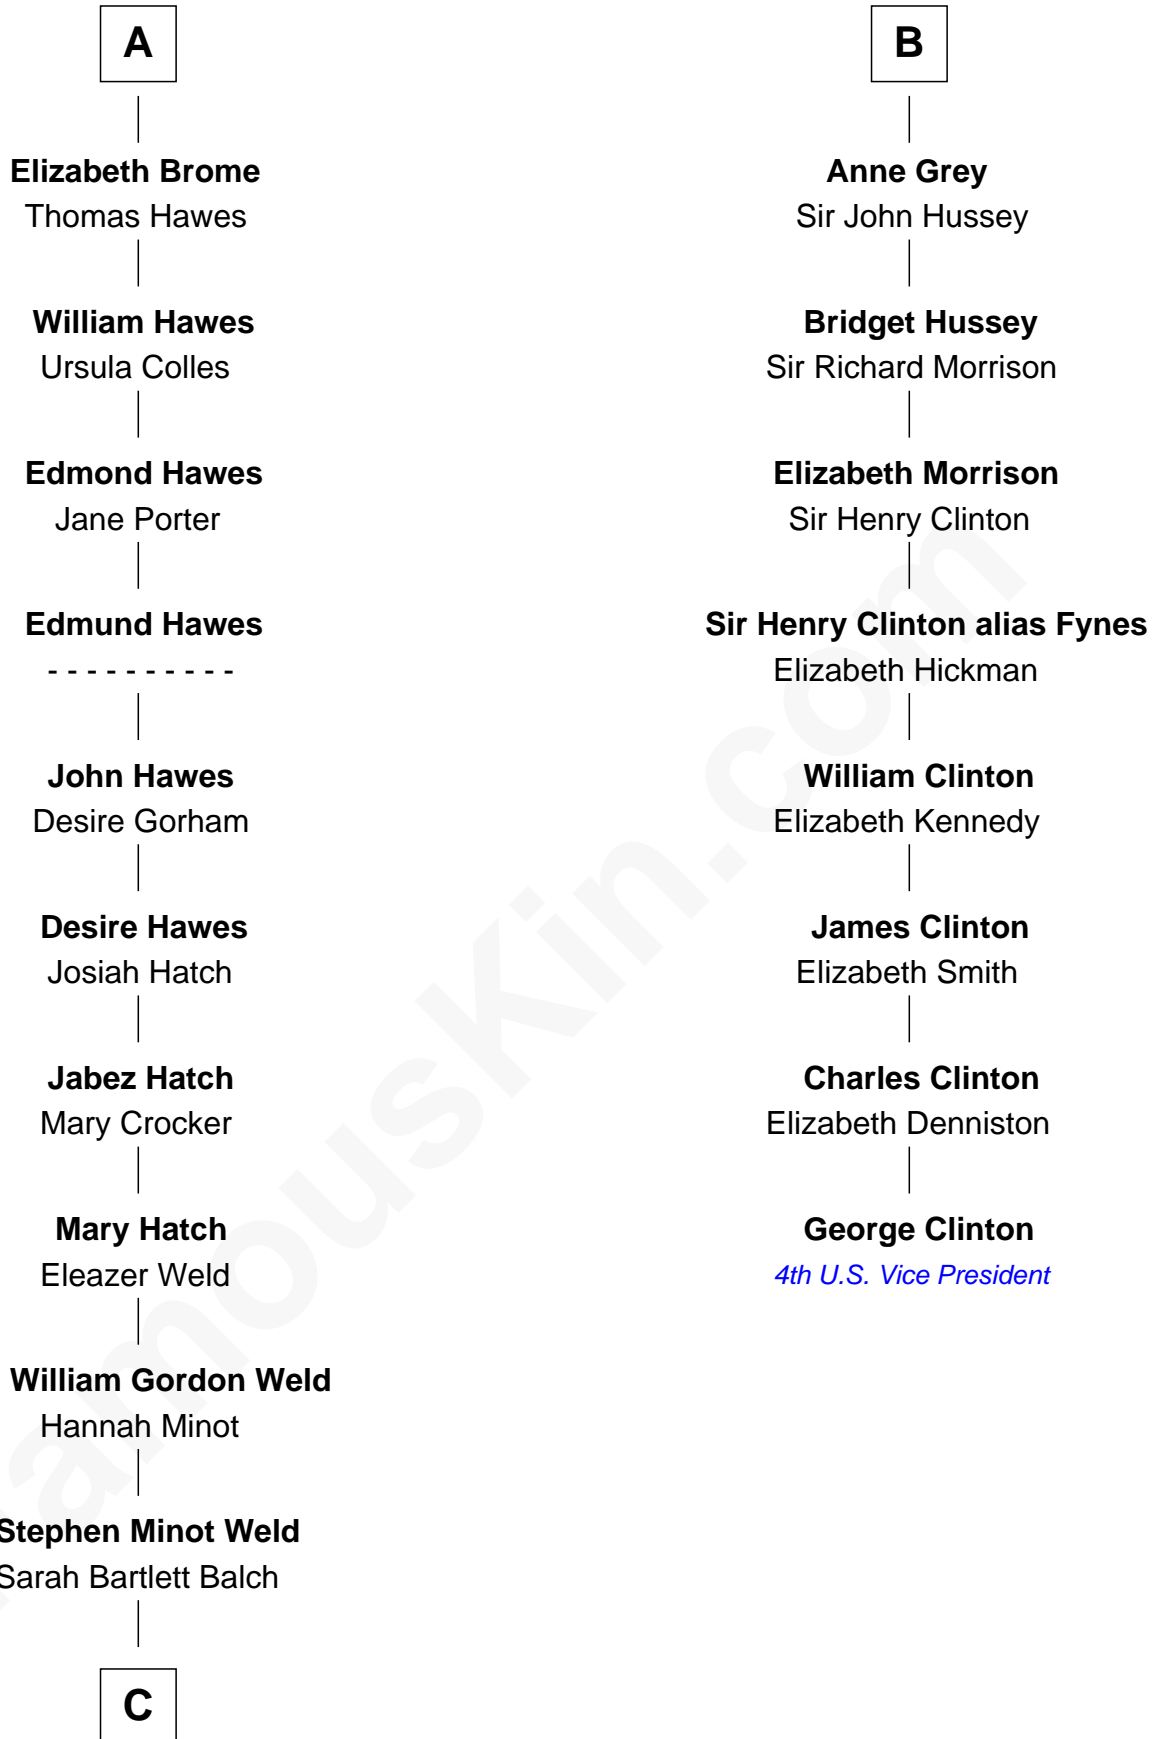 A
Elizabeth Brome
Thomas Hawes
William Hawes
Ursula Colles
Edmond Hawes
Jane Porter
Edmund Hawes
- - - - - - - - - -
John Hawes
Desire Gorham
Desire Hawes
Josiah Hatch
Jabez Hatch
Mary Crocker
Mary Hatch
Eleazer Weld
William Gordon Weld
Hannah Minot
Stephen Minot Weld
Sarah Bartlett Balch
C
B
Anne Grey
Sir John Hussey
Bridget Hussey
Sir Richard Morrison
Elizabeth Morrison
Sir Henry Clinton
Sir Henry Clinton alias Fynes
Elizabeth Hickman
William Clinton
Elizabeth Kennedy
James Clinton
Elizabeth Smith
Charles Clinton
Elizabeth Denniston
George Clinton
4th U.S. Vice President
FamousKin.com